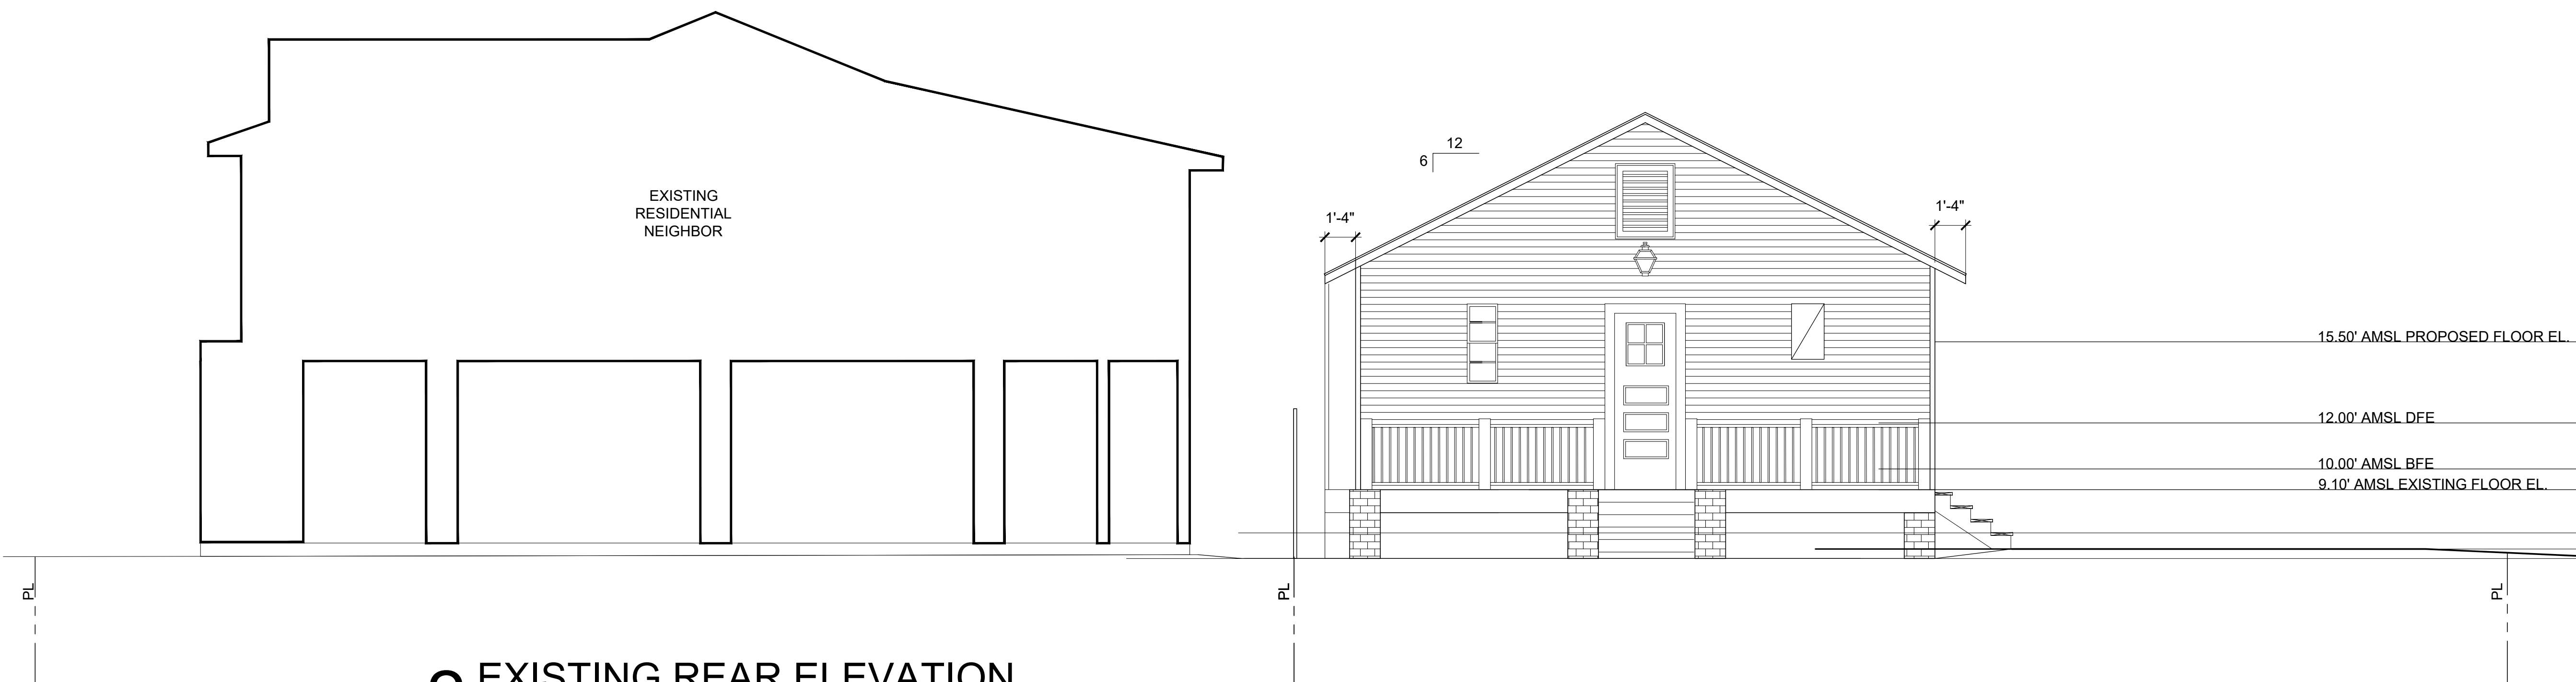 EXISTING
RESIDENTIAL
NEIGHBOR
12
6
1'-4"
1'-4"
15.50' AMSL PROPOSED FLOOR EL.
12.00' AMSL DFE
10.00' AMSL BFE
9.10' AMSL EXISTING FLOOR EL.
PL
PL
PL
EXISTING REAR ELEVATION